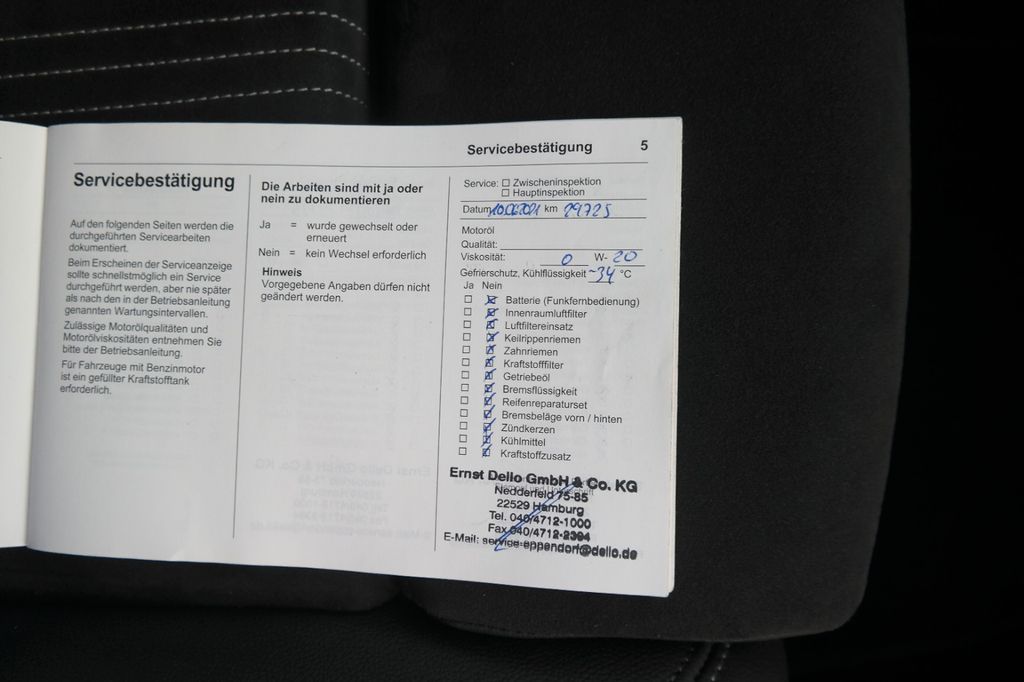 Servicebestätigung 5
Servicebestätigung
Auf den folgenden Seiten werden die
durchgeführten Servicearbeiten
dokumentiert.
Beim Erscheinen der Serviceanzeige
sollte schnellstmöglich ein Service
durchgeführt werden, aber nie später
als nach den in der Betriebsanleitung
genannten Wartungsintervallen.
Zulässige Motorölqualitäten und
Motorölviskositäten entnehmen Sie
bitte der Betriebsanleitung.
Für Fahrzeuge mit Benzinmotor
ist ein gefüllter Kraftstofftank
erforderlich.
Die Arbeiten sind mit ja oder
nein zu dokumentieren
Ja = wurde gewechselt oder
erneuert
Nein = kein Wechsel erforderlich
Hinweis
Vorgegebene Angaben dürfen nicht
geändert werden.
Service: Zwischeninspektion
Hauptinspektion
Datum 10.06.2021 km 29725
Motoröl
Qualität:
Viskosität: 0 W- 20
Gefrierschutz, Kühlflüssigkeit -34 °C
Ja Nein
Batterie (Funkfernbedienung)
Innenraumluftfilter
Luftfiltereinsatz
Keilrippenriemen
Zahnriemen
Kraftstofffilter
Getriebeöl
Bremsflüssigkeit
Reifenreparaturset
Bremsbeläge vorn / hinten
Zündkerzen
Kühlmittel
Kraftstoffzusatz
Ernst Dello GmbH & Co. KG
Nedderfeld 75-85
22529 Hamburg
Tel. 040/4712-1000
Fax 040/4712-2394
E-Mail: service-eppendorf@dello.de